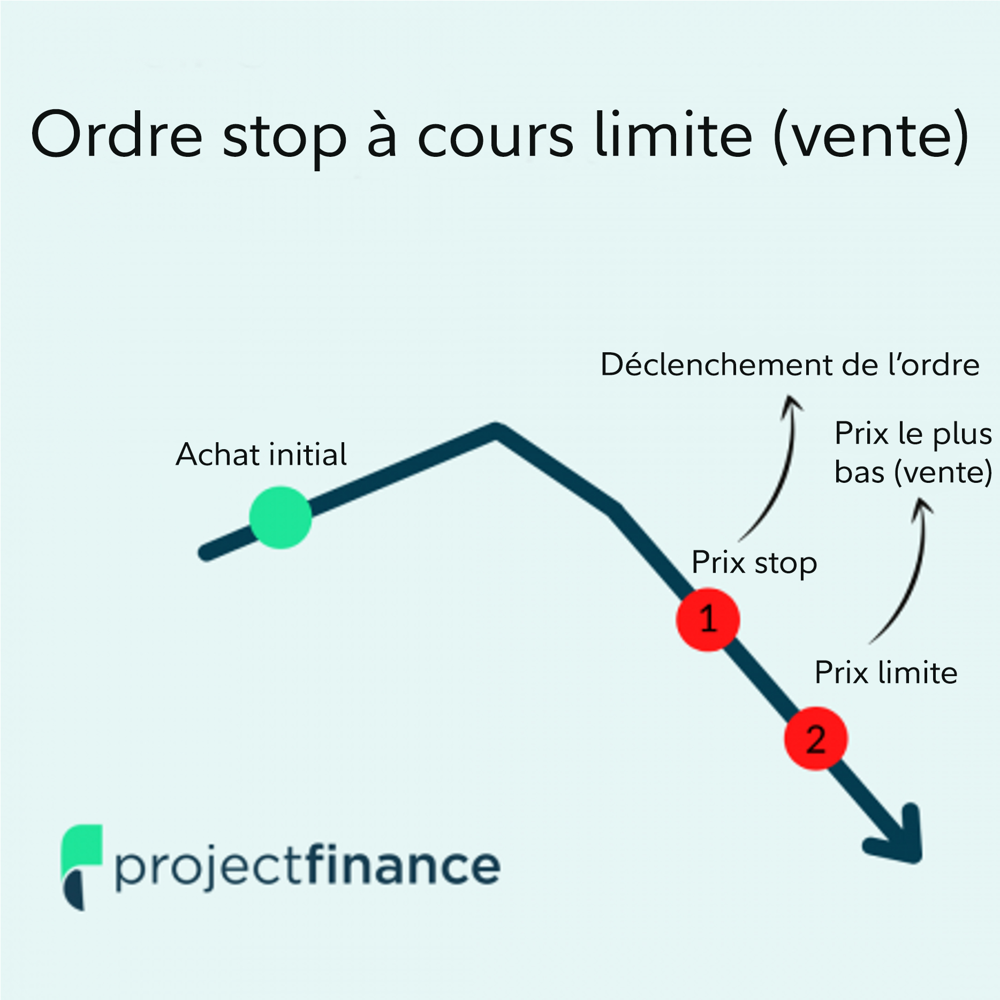 Ordre stop à cours limite (vente)
Déclenchement de l'ordre
Prix le plus
bas (vente)
Achat initial
Prix stop
1
Prix limite
2
projectfinance